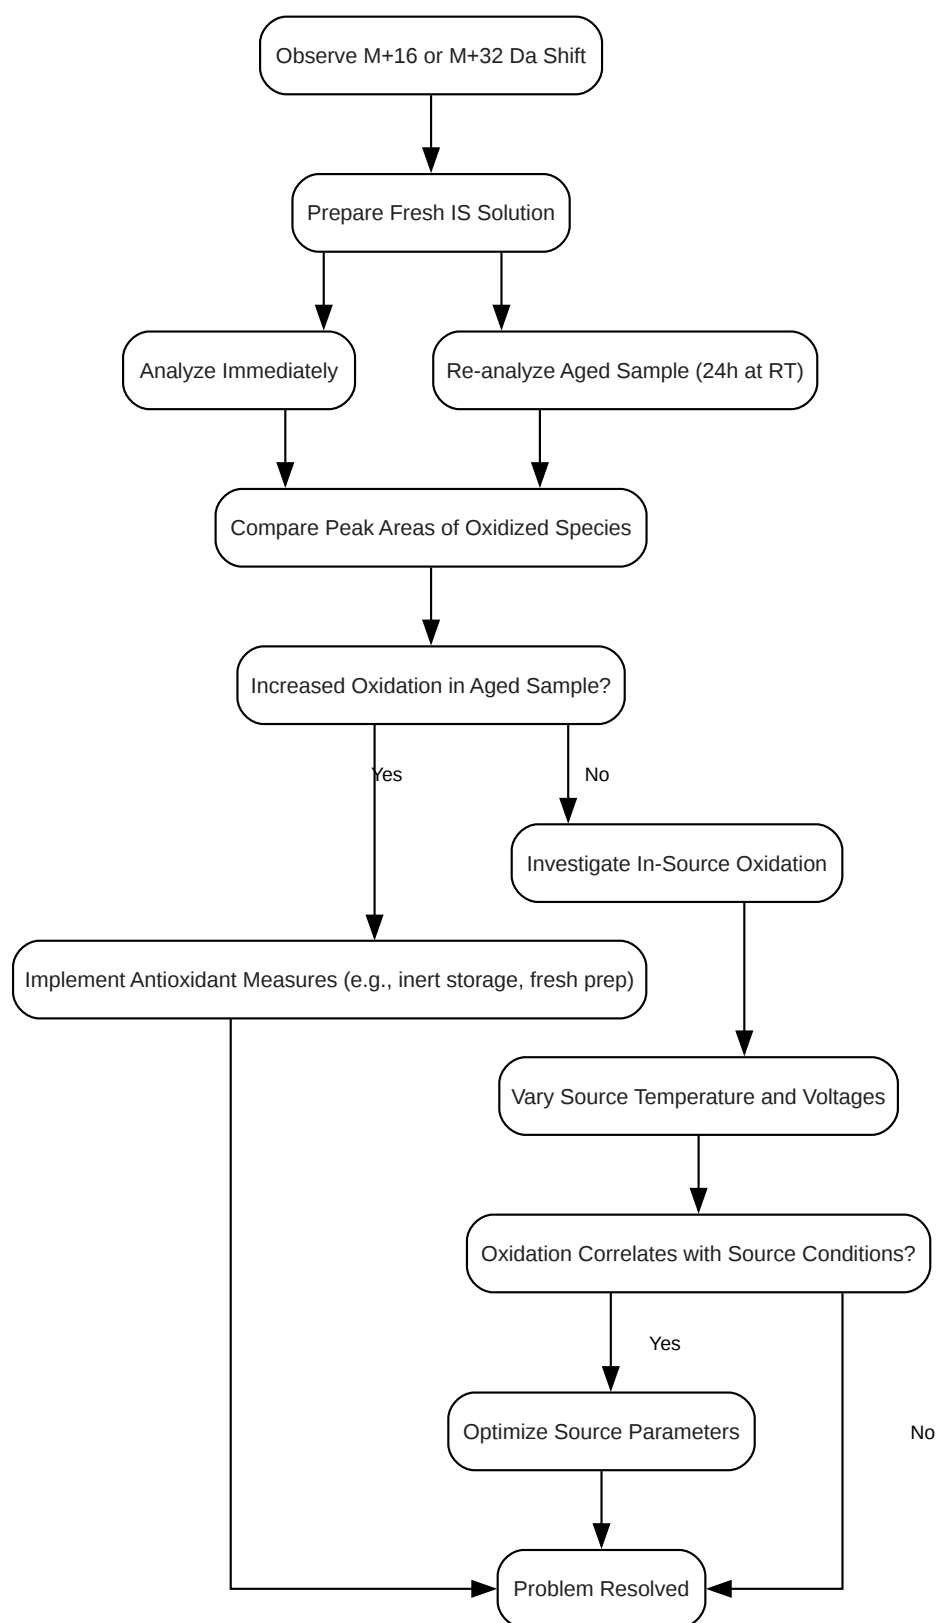 Observe M+16 or M+32 Da Shift
Prepare Fresh IS Solution
Analyze Immediately
Re-analyze Aged Sample (24h at RT)
Compare Peak Areas of Oxidized Species
Increased Oxidation in Aged Sample?
Yes
No
Investigate In-Source Oxidation
Implement Antioxidant Measures (e.g., inert storage, fresh prep)
Vary Source Temperature and Voltages
Oxidation Correlates with Source Conditions?
Yes
Optimize Source Parameters
No
Problem Resolved